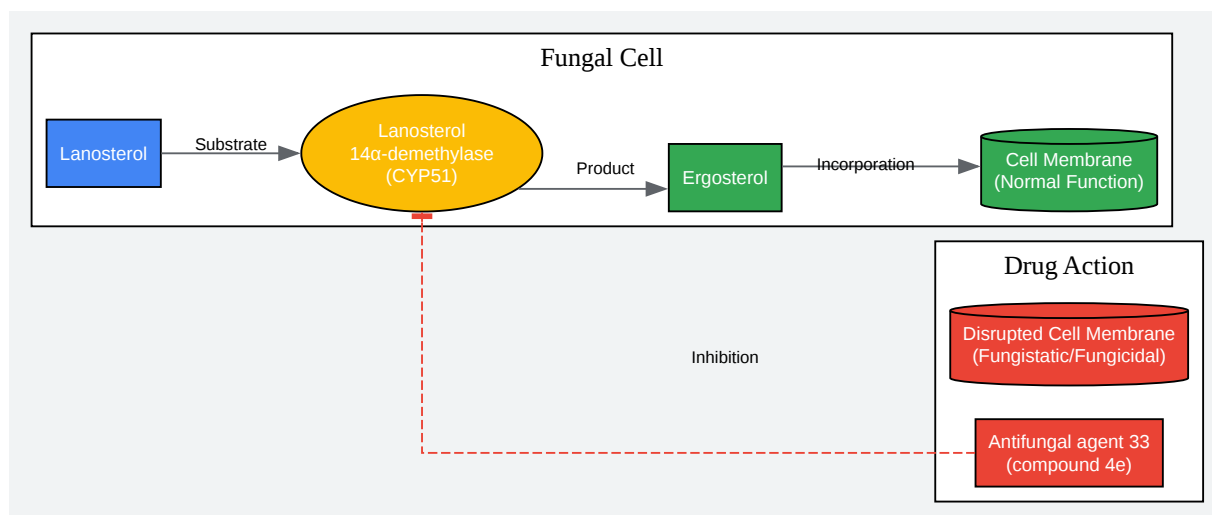 Fungal Cell
Lanosterol
Substrate
Lanosterol
14α-demethylase
(CYP51)
Product
Ergosterol
Incorporation
Cell Membrane
(Normal Function)
Drug Action
Disrupted Cell Membrane
(Fungistatic/Fungicidal)
Inhibition
Antifungal agent 33
(compound 4e)